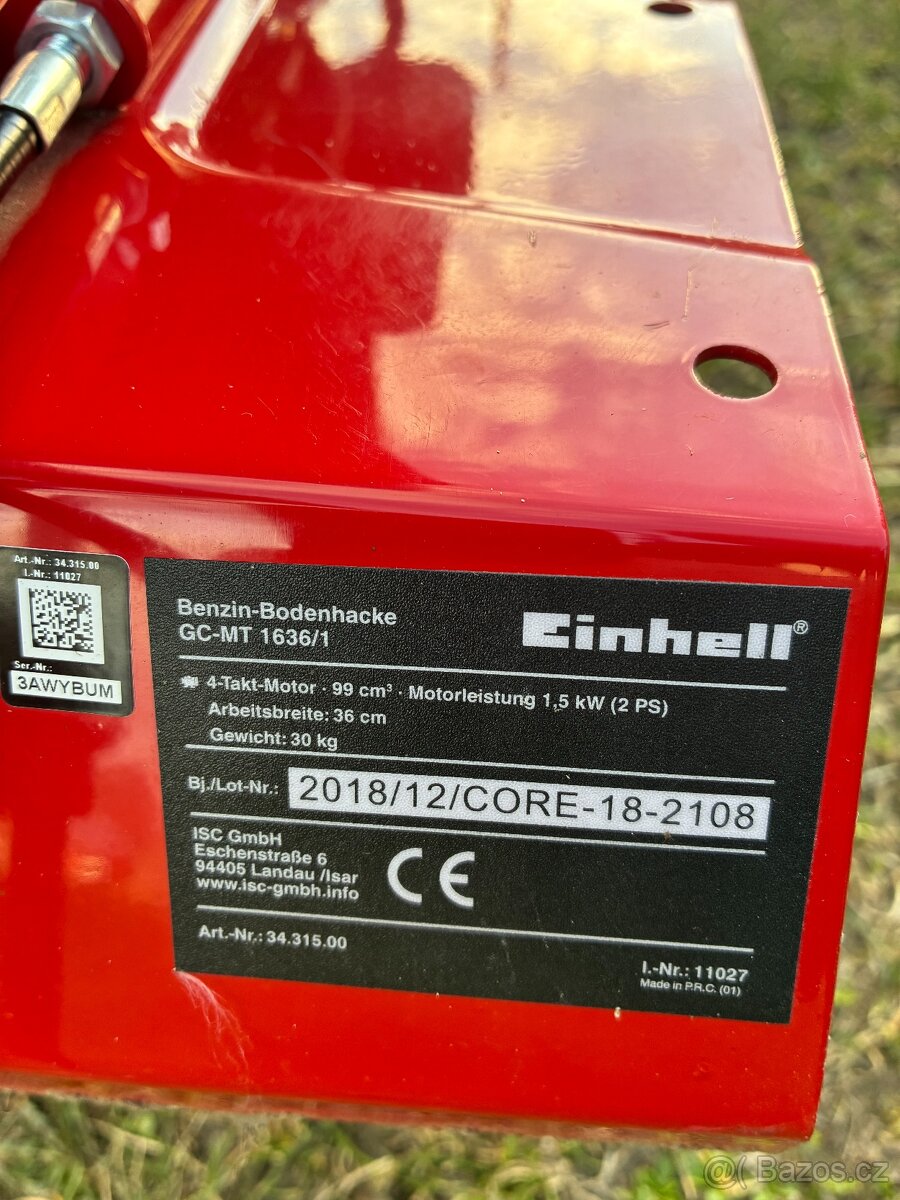 Art.-Nr.: 34.315.00
I.-Nr.: 11027
Ser.-Nr.:
3AWYBUM
Benzin-Bodenhacke
GC-MT 1636/1
Einhell®
4-Takt-Motor · 99 cm³ · Motorleistung 1,5 kW (2 PS)
Arbeitsbreite: 36 cm
Gewicht: 30 kg
Bj./Lot-Nr.: 2018/12/CORE-18-2108
ISC GmbH
Eschenstraße 6
94405 Landau /Isar
www.isc-gmbh.info
CE
Art.-Nr.: 34.315.00
I.-Nr.: 11027
Made in P.R.C. (01)
@( Bazos.cz